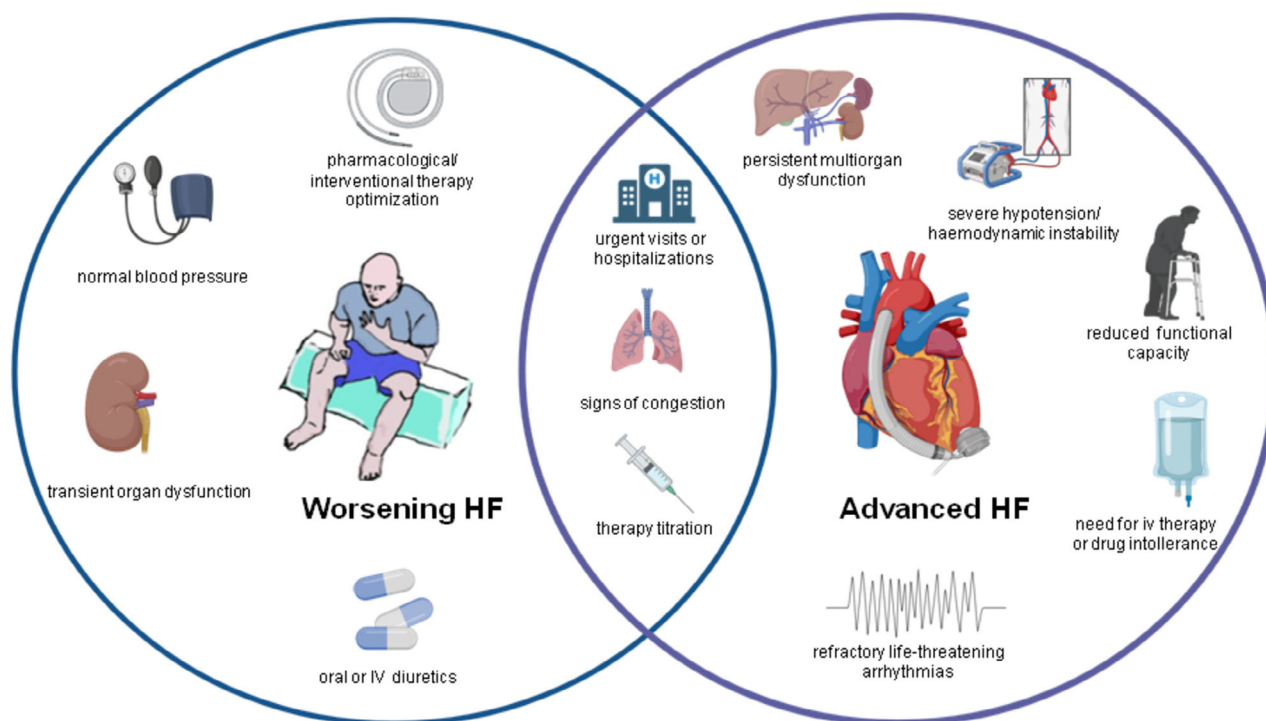 pharmacological/
interventional therapy
optimization
normal blood pressure
transient organ dysfunction
Worsening HF
oral or IV diuretics
H
urgent visits or
hospitalizations
signs of congestion
therapy titration
persistent multiorgan
dysfunction
severe hypotension/
haemodynamic instability
reduced functional
capacity
Advanced HF
need for iv therapy
or drug intollerance
refractory life-threatening
arrhythmias